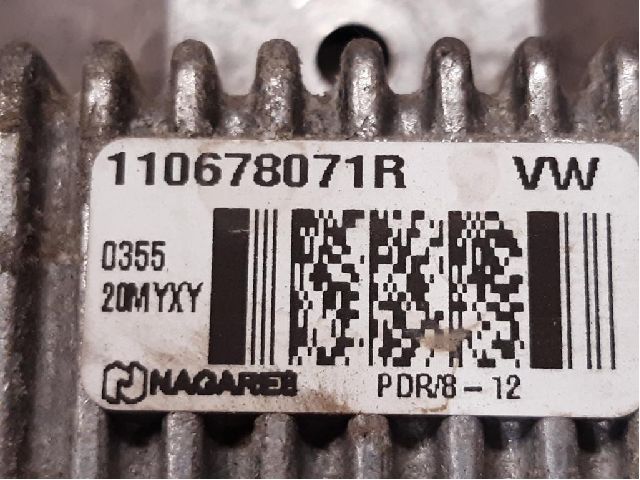 110678071R VW
0355
20MYXY
NAGARES PDR/8-12